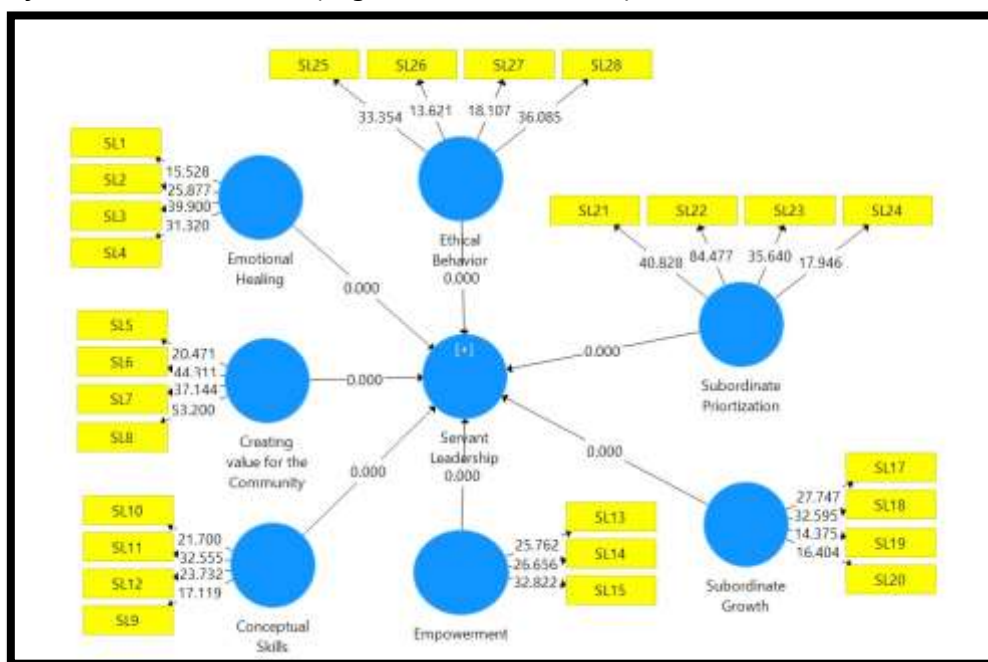 SL25 SL26 SL27 SL28
33.354 13.621 18.107 36.085
Ethical
Behavior
0.000
SL1
SL2
SL3
SL4
15.528
25.877
39.900
31.320
Emotional
Healing
0.000
SL21 SL22 SL23 SL24
40.828 84.477 35.640 17.946
Subordinate
Priortization
0.000
SL5
SL6
SL7
SL8
20.471
44.311
37.144
53.200
Creating
value for the
Community
0.000
[+]
Servant
Leadership
0.000
SL10
SL11
SL12
SL9
21.700
32.555
23.732
17.119
Conceptual
Skills
0.000
SL13
SL14
SL15
25.762
26.656
32.822
Empowerment
SL17
SL18
SL19
SL20
27.747
32.595
14.375
16.404
Subordinate
Growth
0.000